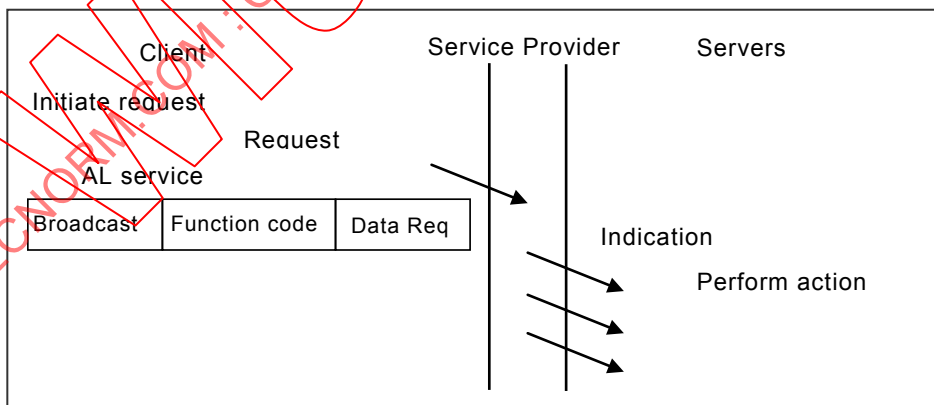 Client Service Provider Servers
Initiate request
Request
AL service
Broadcast Function code Data Req
Indication
Perform action